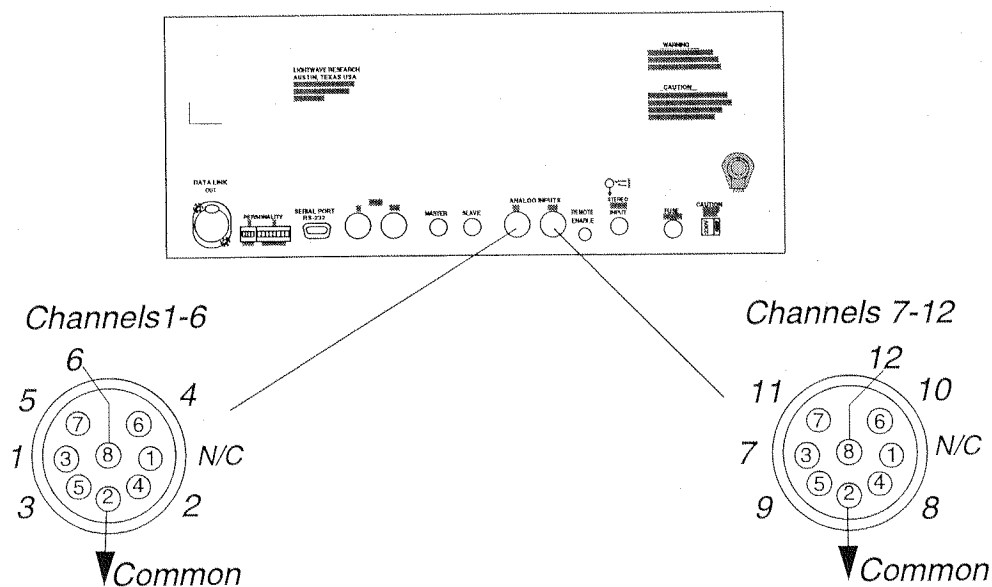 LIGHTWAVE RESEARCH
AUSTIN, TEXAS USA
WARNING
CAUTION
DATA LINK
OUT
PERSONALITY
SERIAL PORT
RS-232
MASTER
SLAVE
ANALOG INPUTS
REMOTE
ENABLE
STEREO
INPUT
FUSE
CAUTION
Channels1-6
6
5
4
7
6
1
3
8
1
N/C
5
2
4
3
2
Common
Channels 7-12
12
11
10
7
6
7
3
8
1
N/C
5
2
4
9
8
Common